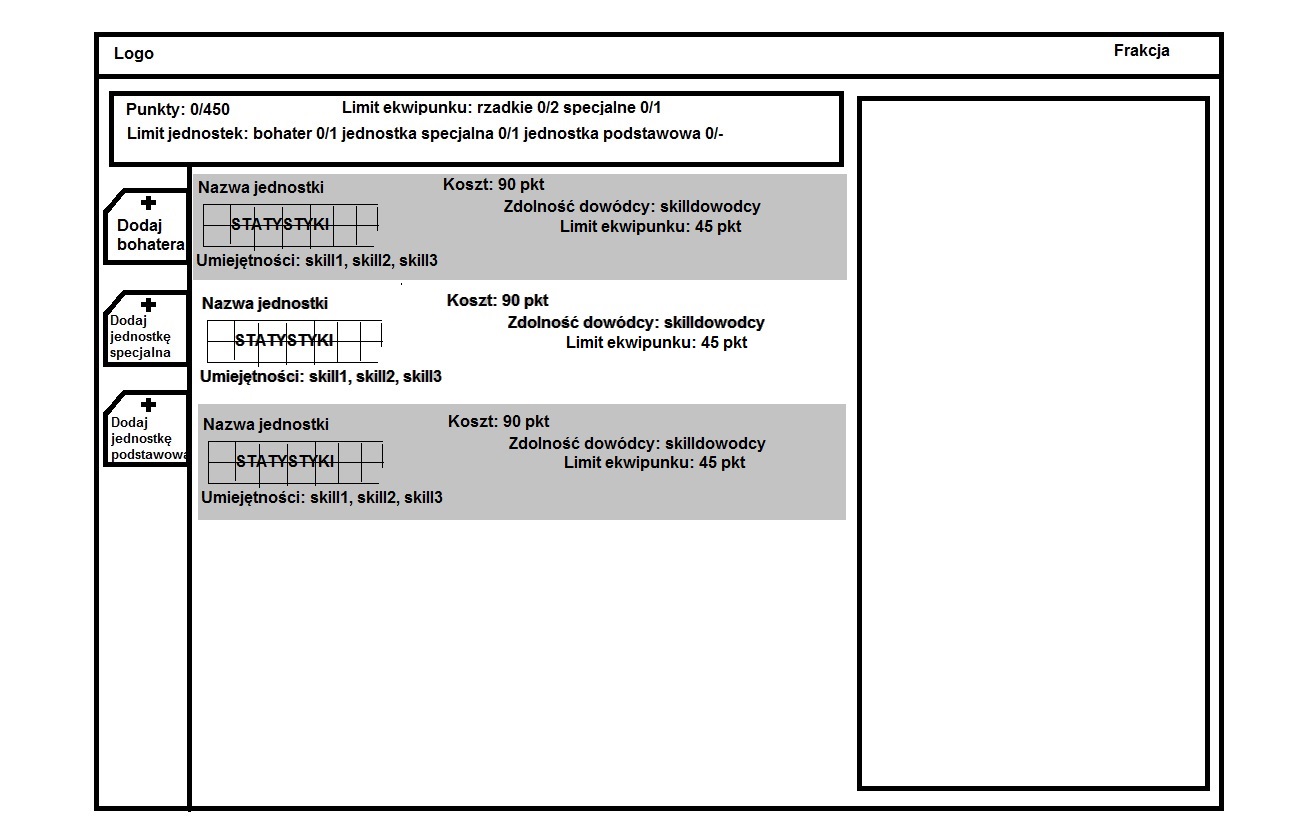 Logo
Frakcja
Punkty: 0/450
Limit ekwipunku: rzadkie 0/2 specjalne 0/1
Limit jednostek: bohater 0/1 jednostka specjalna 0/1 jednostka podstawowa 0/-
Dodaj
bohatera
Dodaj
jednostkę
specjalna
Dodaj
jednostkę
podstawowa
Nazwa jednostki
Koszt: 90 pkt
Zdolność dowódcy: skilldowodcy
STATYSTYKI
Limit ekwipunku: 45 pkt
Umiejętności: skill1, skill2, skill3
Nazwa jednostki
Koszt: 90 pkt
Zdolność dowódcy: skilldowodcy
STATYSTYKI
Limit ekwipunku: 45 pkt
Umiejętności: skill1, skill2, skill3
Nazwa jednostki
Koszt: 90 pkt
Zdolność dowódcy: skilldowodcy
STATYSTYKI
Limit ekwipunku: 45 pkt
Umiejętności: skill1, skill2, skill3